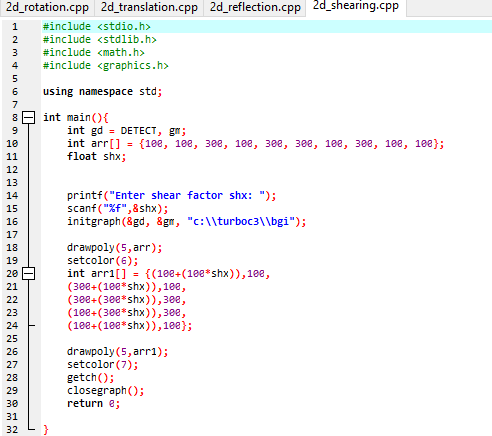 2d_rotation.cpp 2d_translation.cpp 2d_reflection.cpp 2d_shearing.cpp
1 #include <stdio.h>
2 #include <stdlib.h>
3 #include <math.h>
4 #include <graphics.h>
5
6 using namespace std;
7
8 int main(){
9 int gd = DETECT, gm;
10 int arr[] = {100, 100, 300, 100, 300, 300, 100, 300, 100, 100};
11 float shx;
12
13
14 printf("Enter shear factor shx: ");
15 scanf("%f",&shx);
16 initgraph(&gd, &gm, "c:\\turboc3\\bgi");
17
18 drawpoly(5,arr);
19 setcolor(6);
20 int arr1[] = {(100+(100*shx)),100,
21 (300+(100*shx)),100,
22 (300+(300*shx)),300,
23 (100+(300*shx)),300,
24 (100+(300*shx)),100};
25
26 drawpoly(5,arr1);
27 setcolor(7);
28 getch();
29 closegraph();
30 return 0;
31
32 }